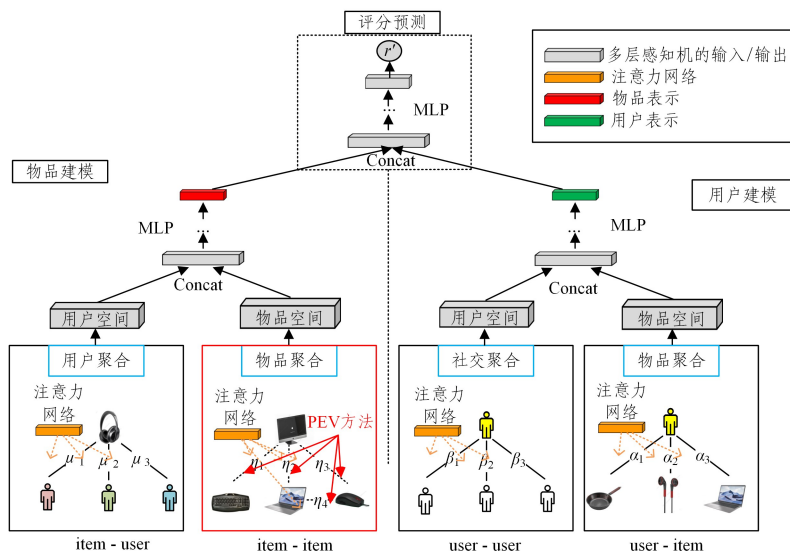 评分预测
r′
MLP
...
Concat
多层感知机的输入/输出
注意力网络
物品表示
用户表示
物品建模
用户建模
MLP
...
Concat
MLP
...
Concat
用户空间
物品空间
用户空间
物品空间
用户聚合
注意力
网络
μ 1
μ 2
μ 3
item - user
物品聚合
注意力
网络
PEV方法
η1
η2
η3
η4
item - item
社交聚合
注意力
网络
β1
β2
β3
user - user
物品聚合
注意力
网络
α1
α2
α3
user - item